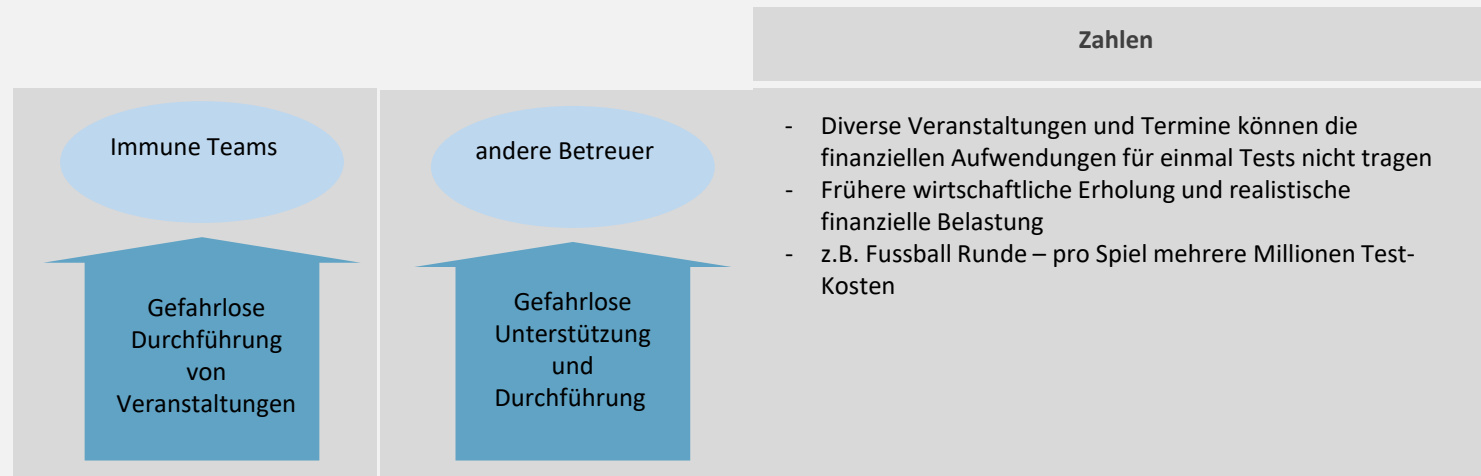 Zahlen
Immune Teams
Gefahrlose
Durchführung
von
Veranstaltungen
andere Betreuer
Gefahrlose
Unterstützung
und
Durchführung
- Diverse Veranstaltungen und Termine können die
finanziellen Aufwendungen für einmal Tests nicht tragen
- Frühere wirtschaftliche Erholung und realistische
finanzielle Belastung
- z.B. Fussball Runde – pro Spiel mehrere Millionen Test-
Kosten